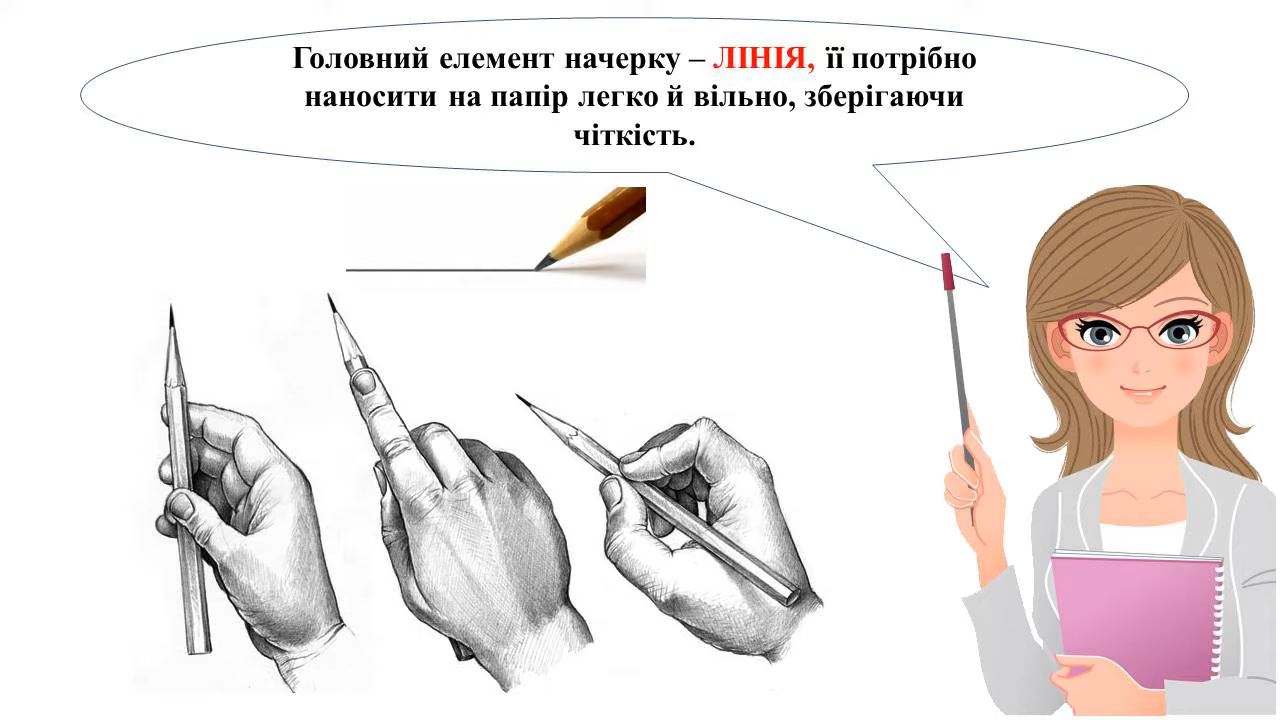 Головний елемент начерку – ЛІНІЯ, її потрібно
наносити на папір легко й вільно, зберігаючи
чіткість.